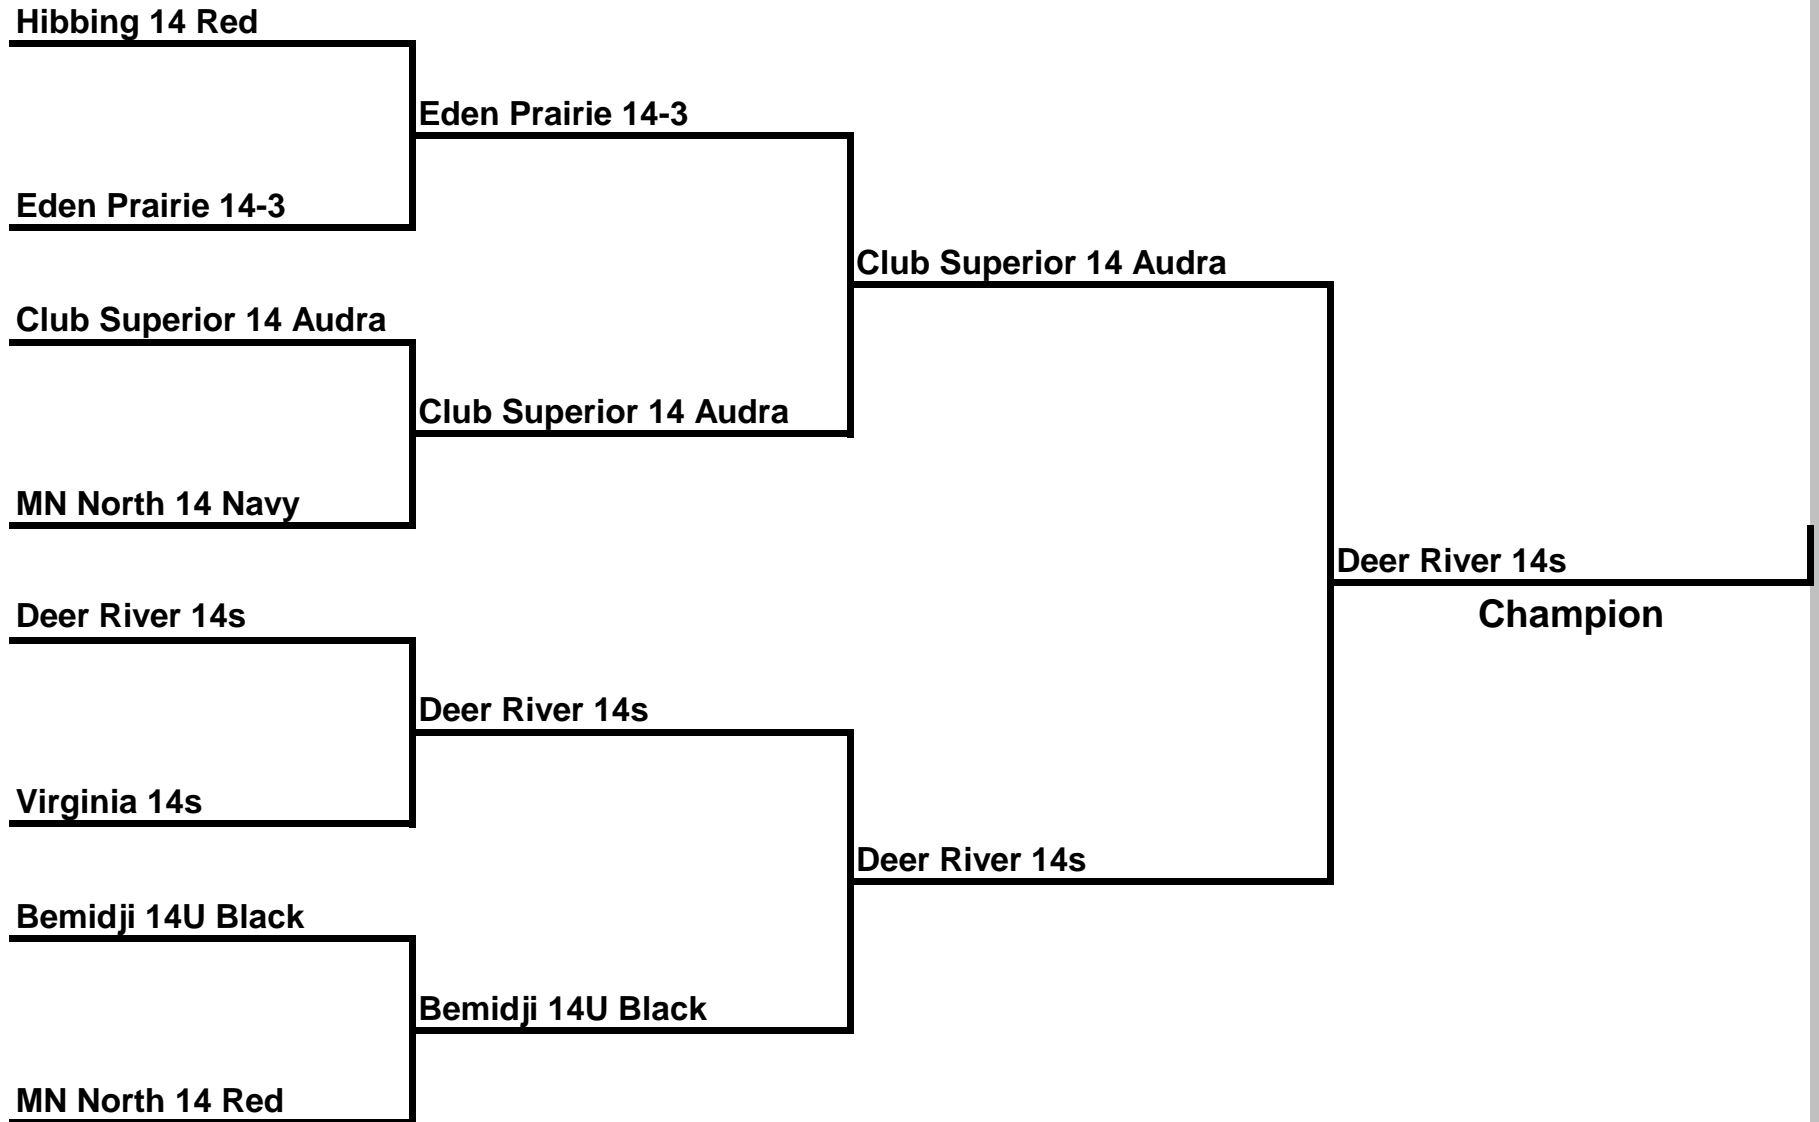 Hibbing 14 Red
Eden Prairie 14-3
Eden Prairie 14-3
Club Superior 14 Audra
Club Superior 14 Audra
Club Superior 14 Audra
MN North 14 Navy
Deer River 14s
Champion
Deer River 14s
Deer River 14s
Virginia 14s
Deer River 14s
Bemidji 14U Black
Bemidji 14U Black
MN North 14 Red